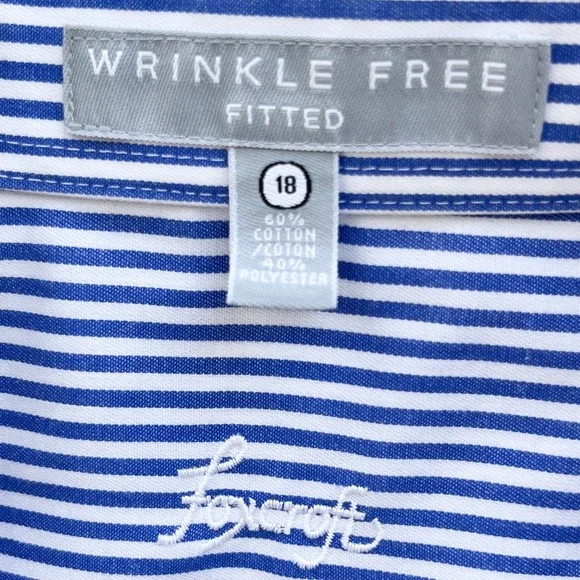 WRINKLE FREE
FITTED
18
60%
COTTON
/COTON
40%
POLYESTER
foxcroft